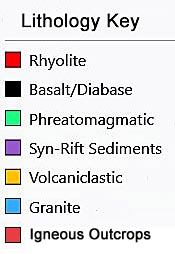 Lithology Key
Rhyolite
Basalt/Diabase
Phreatomagmatic
Syn-Rift Sediments
Volcaniclastic
Granite
Igneous Outcrops